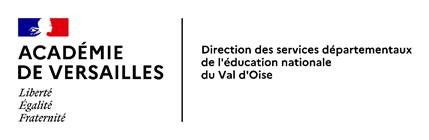 ACADÉMIE
DE VERSAILLES
Liberté
Égalité
Fraternité
Direction des services départementaux
de l'éducation nationale
du Val d'Oise